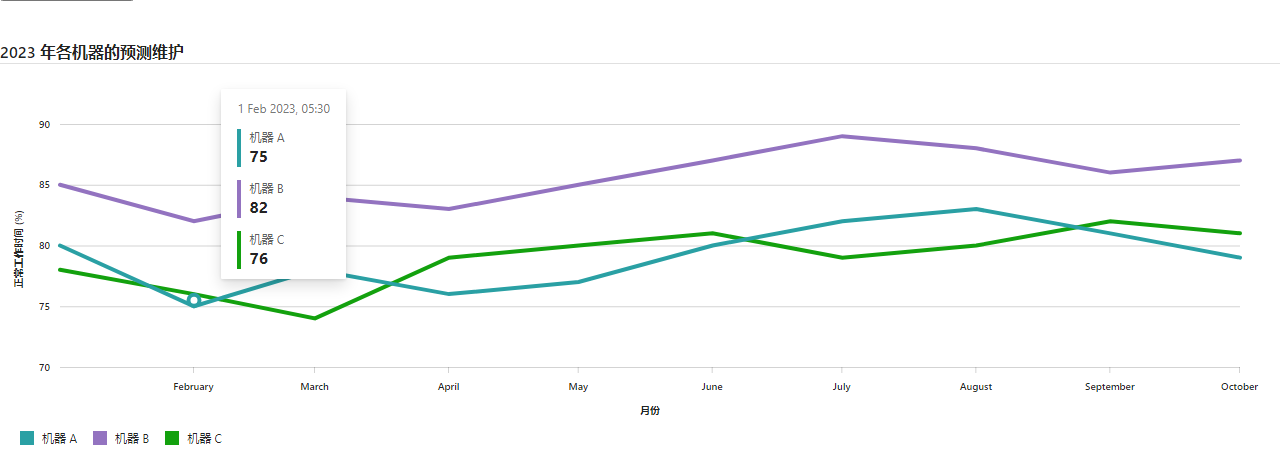 2023 年各机器的预测维护
1 Feb 2023, 05:30
机器 A
75
机器 B
82
机器 C
76
正常工作时间 (%)
90
85
80
75
70
February March April May June July August September October
月份
机器 A 机器 B 机器 C